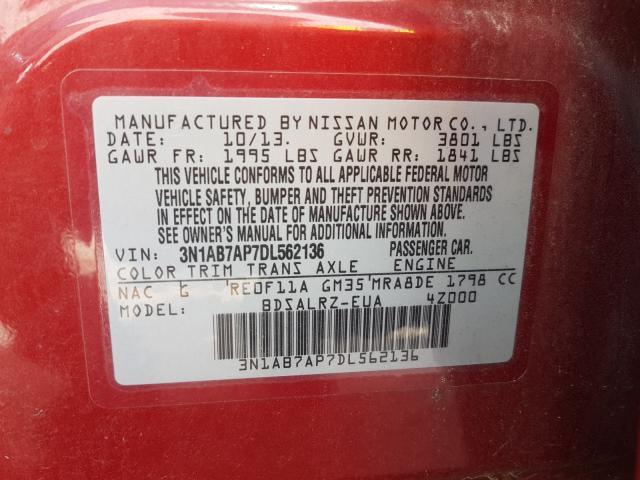 MANUFACTURED BY NISSAN MOTOR CO., LTD.
DATE: 10/13. GVWR: 3801 LBS
GAWR FR: 1995 LBS GAWR RR: 1841 LBS
THIS VEHICLE CONFORMS TO ALL APPLICABLE FEDERAL MOTOR
VEHICLE SAFETY, BUMPER AND THEFT PREVENTION STANDARDS
IN EFFECT ON THE DATE OF MANUFACTURE SHOWN ABOVE.
SEE OWNER'S MANUAL FOR ADDITIONAL INFORMATION.
VIN: 3N1AB7AP7DL562136 PASSENGER CAR.
COLOR TRIM TRANS AXLE ENGINE
NAC G RE0F11A GM35 MRA8DE 1798 CC
MODEL: BDSALRZ-EUA 4Z000
3N1AB7AP7DL562136